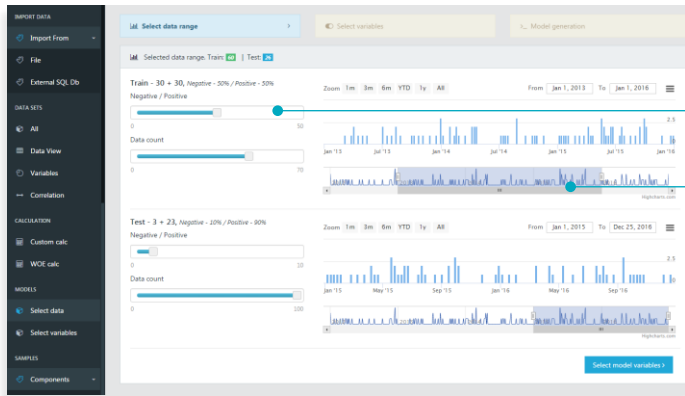 IMPORT DATA
Import From
File
External SQL Db
DATA SETS
All
Data View
Variables
Correlation
CALCULATION
Custom calc
WOE calc
MODELS
Select data
Select variables
SAMPLES
Components
Select data range
Select variables
Model generation
Selected data range. Train: 60 | Test: 26
Train - 30 + 30, Negative - 50% / Positive - 50%
Negative / Positive
0 50
Data count
0 70
Zoom 1m 3m 6m YTD 1y All From Jan 1, 2013 To Jan 1, 2016
2.5
0
Jan '13 Jul '13 Jan '14 Jul '14 Jan '15 Jul '15 Jan '16
Highcharts.com
Test - 3 + 23, Negative - 10% / Positive - 90%
Negative / Positive
0 10
Data count
0 100
Zoom 1m 3m 6m YTD 1y All From Jan 1, 2015 To Dec 25, 2016
2.5
0
Jan '15 May '15 Sep '15 Jan '16 May '16 Sep '16
Highcharts.com
Select model variables >